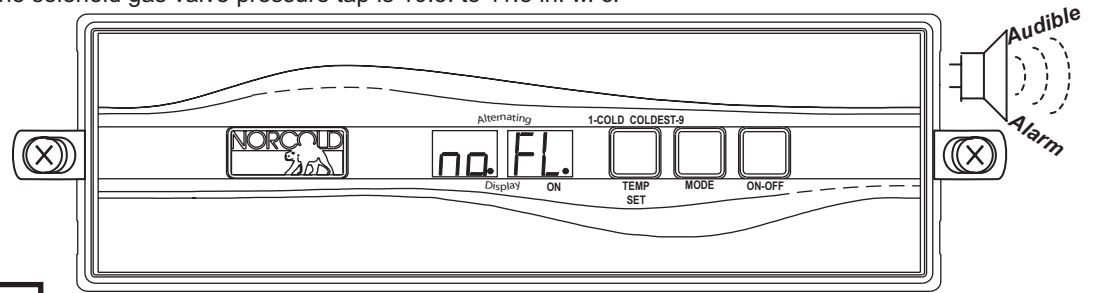 Audible
Alternating
1-COLD COLDEST-9
NORCOLD
no. FL.
Display
ON
TEMP
SET
MODE
ON-OFF
Alarm